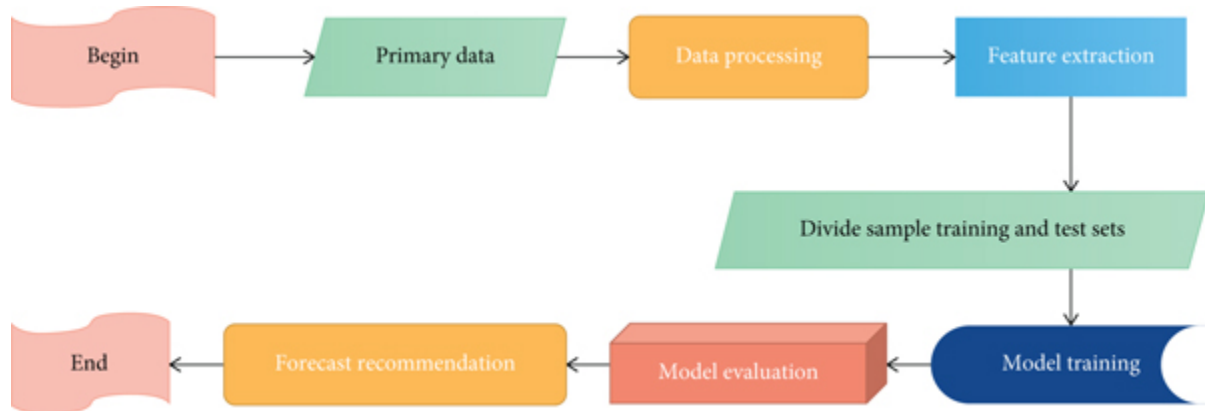 Begin
Primary data
Data processing
Feature extraction
Divide sample training and test sets
Model training
Model evaluation
Forecast recommendation
End